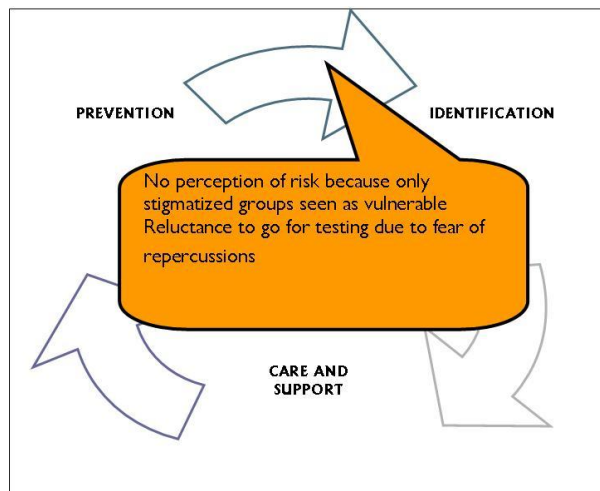 PREVENTION
IDENTIFICATION
No perception of risk because only
stigmatized groups seen as vulnerable
Reluctance to go for testing due to fear of
repercussions
CARE AND
SUPPORT